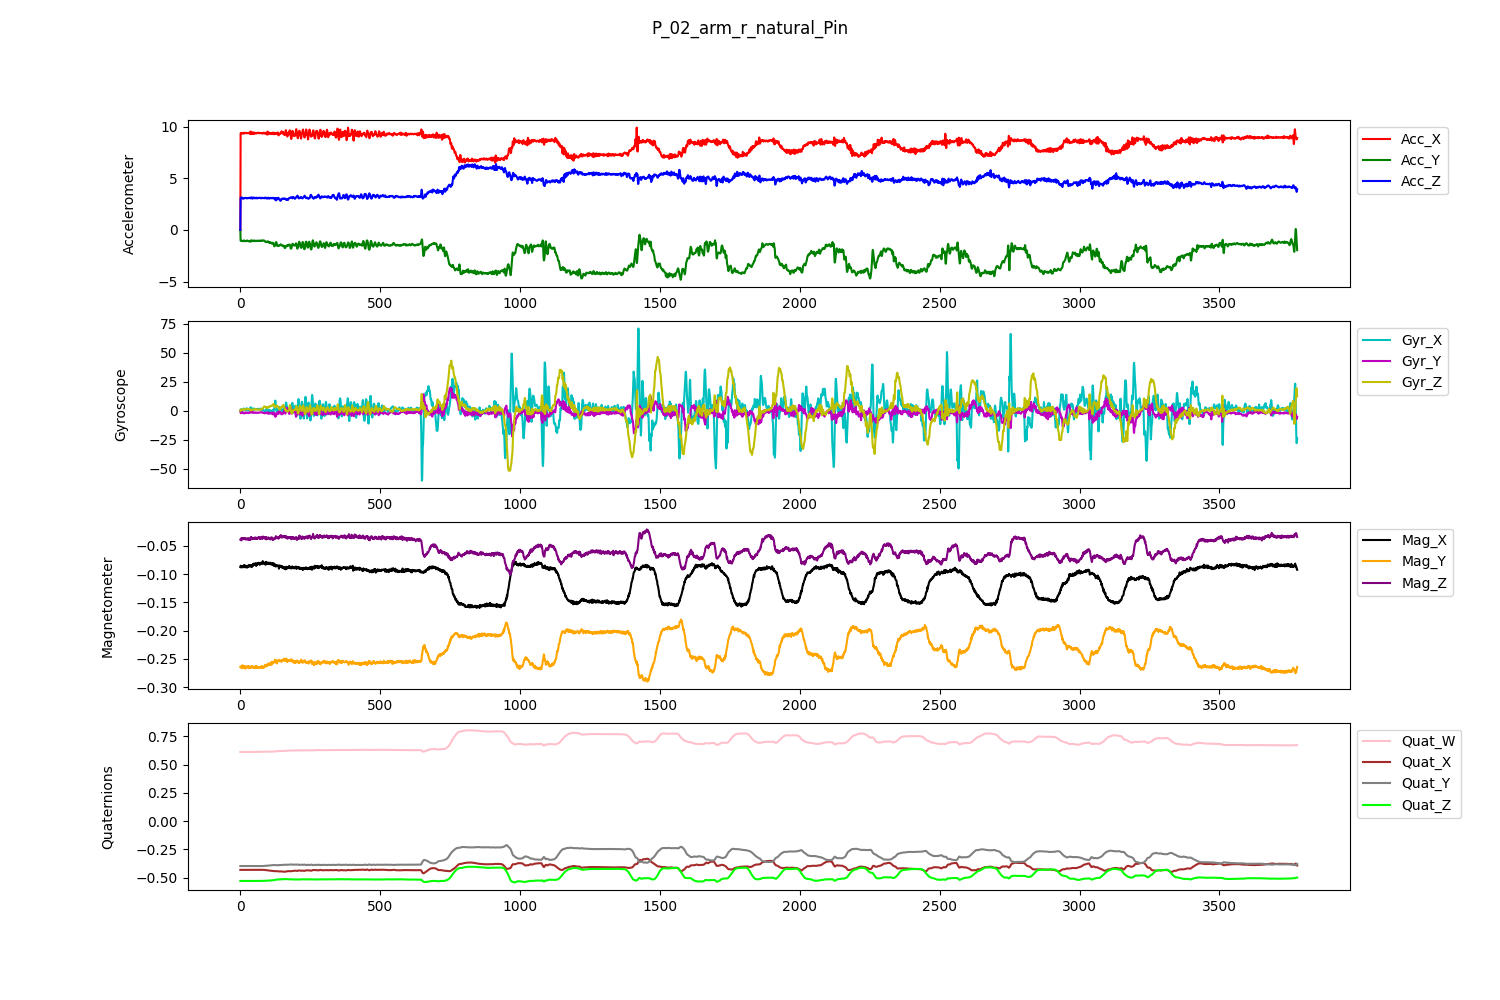 P_02_arm_r_natural_Pin
Accelerometer
10
5
0
−5
0 500 1000 1500 2000 2500 3000 3500
Acc_X
Acc_Y
Acc_Z
Gyroscope
75
50
25
0
−25
−50
0 500 1000 1500 2000 2500 3000 3500
Gyr_X
Gyr_Y
Gyr_Z
Magnetometer
−0.05
−0.10
−0.15
−0.20
−0.25
−0.30
0 500 1000 1500 2000 2500 3000 3500
Mag_X
Mag_Y
Mag_Z
Quaternions
0.75
0.50
0.25
0.00
−0.25
−0.50
0 500 1000 1500 2000 2500 3000 3500
Quat_W
Quat_X
Quat_Y
Quat_Z